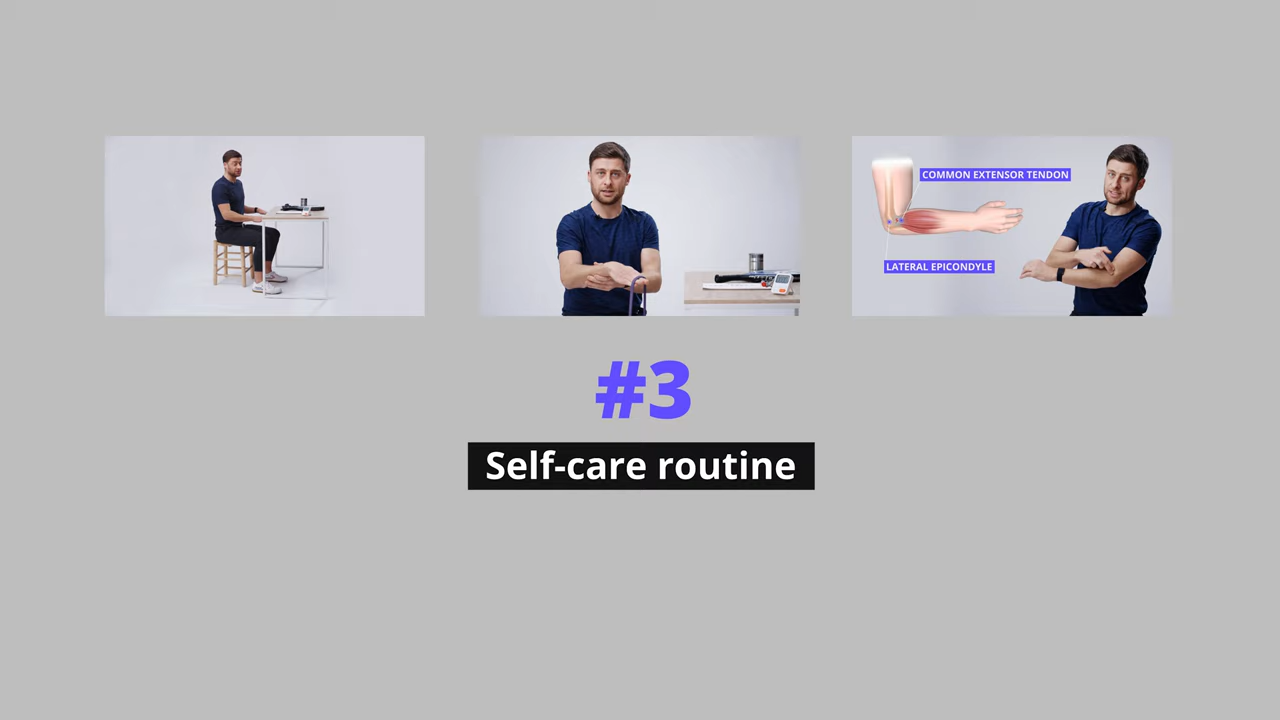 COMMON EXTENSOR TENDON
LATERAL EPICONDYLE
#3
Self-care routine